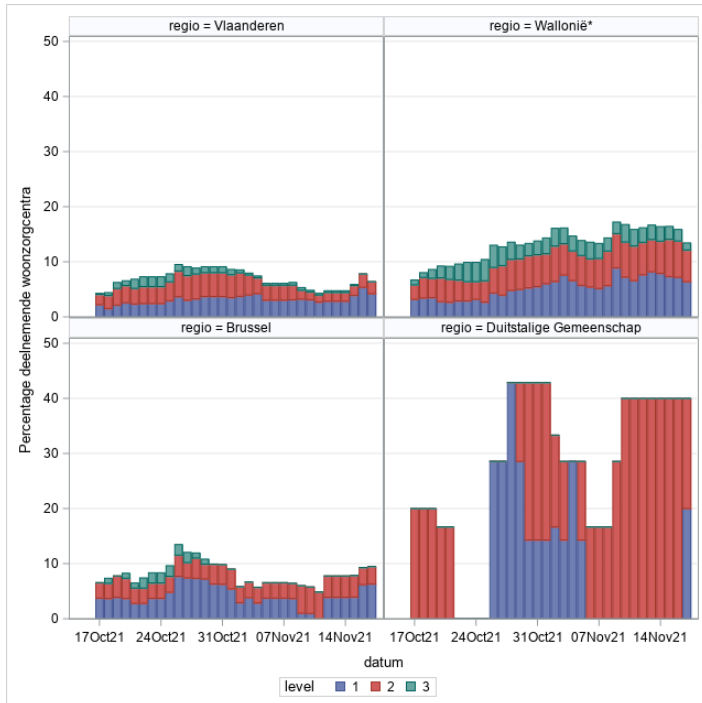 regio = Vlaanderen
regio = Wallonië*
50
40
30
20
10
0
regio = Brussel
regio = Duitstalige Gemeenschap
50
40
30
20
10
0
Percentage deelnemende woonzorgcentra
17Oct21 24Oct21 31Oct21 07Nov21 14Nov21
17Oct21 24Oct21 31Oct21 07Nov21 14Nov21
datum
level 1 2 3